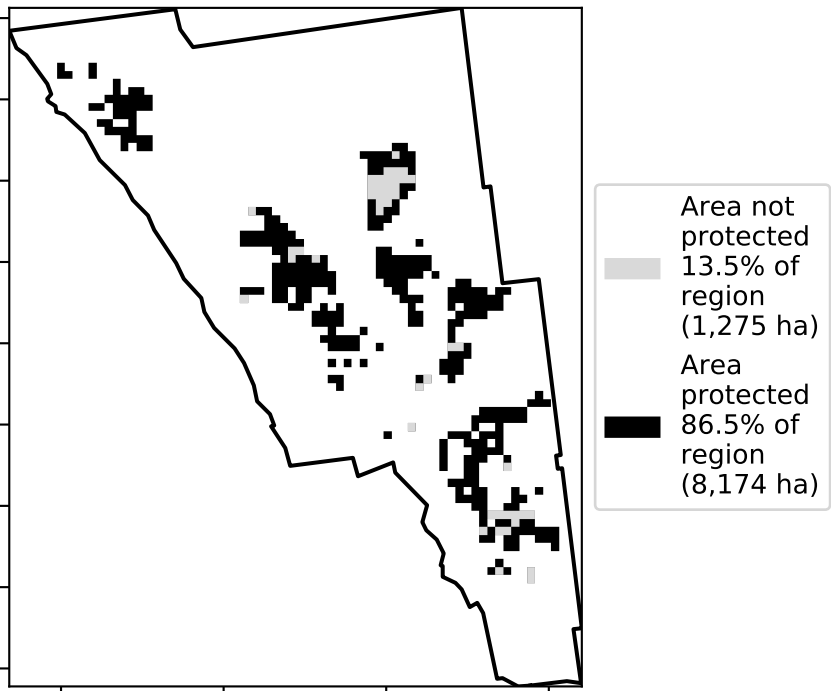 Area not
protected
13.5% of
region
(1,275 ha)
Area
protected
86.5% of
region
(8,174 ha)